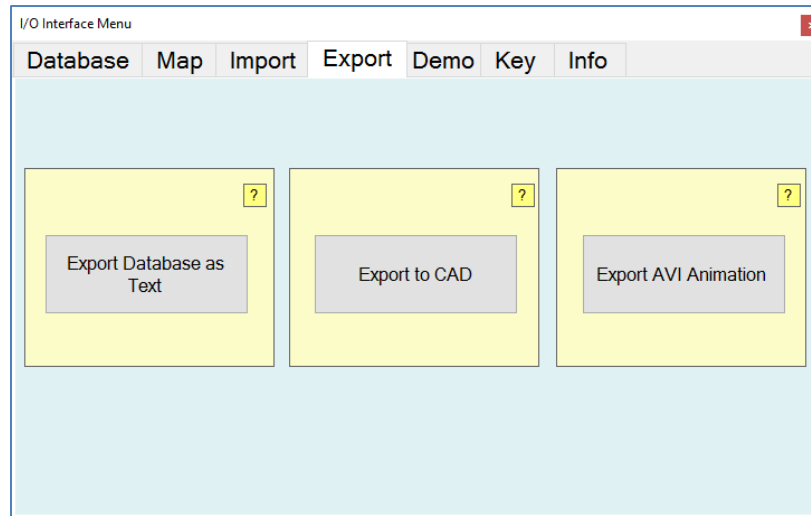 I/O Interface Menu
Database Map Import Export Demo Key Info
? ? ?
Export Database as
Text
Export to CAD
Export AVI Animation